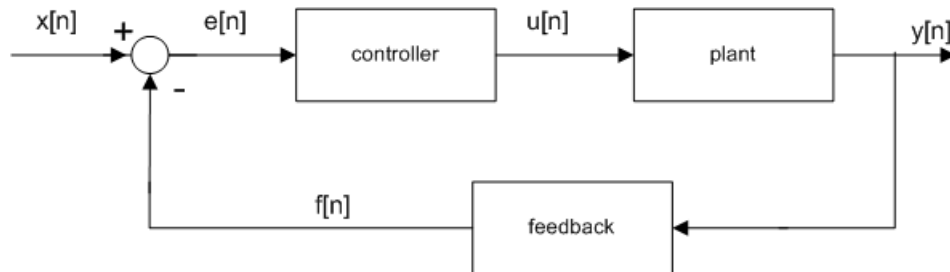 x[n]
+
e[n]
controller
u[n]
plant
y[n]
-
f[n]
feedback